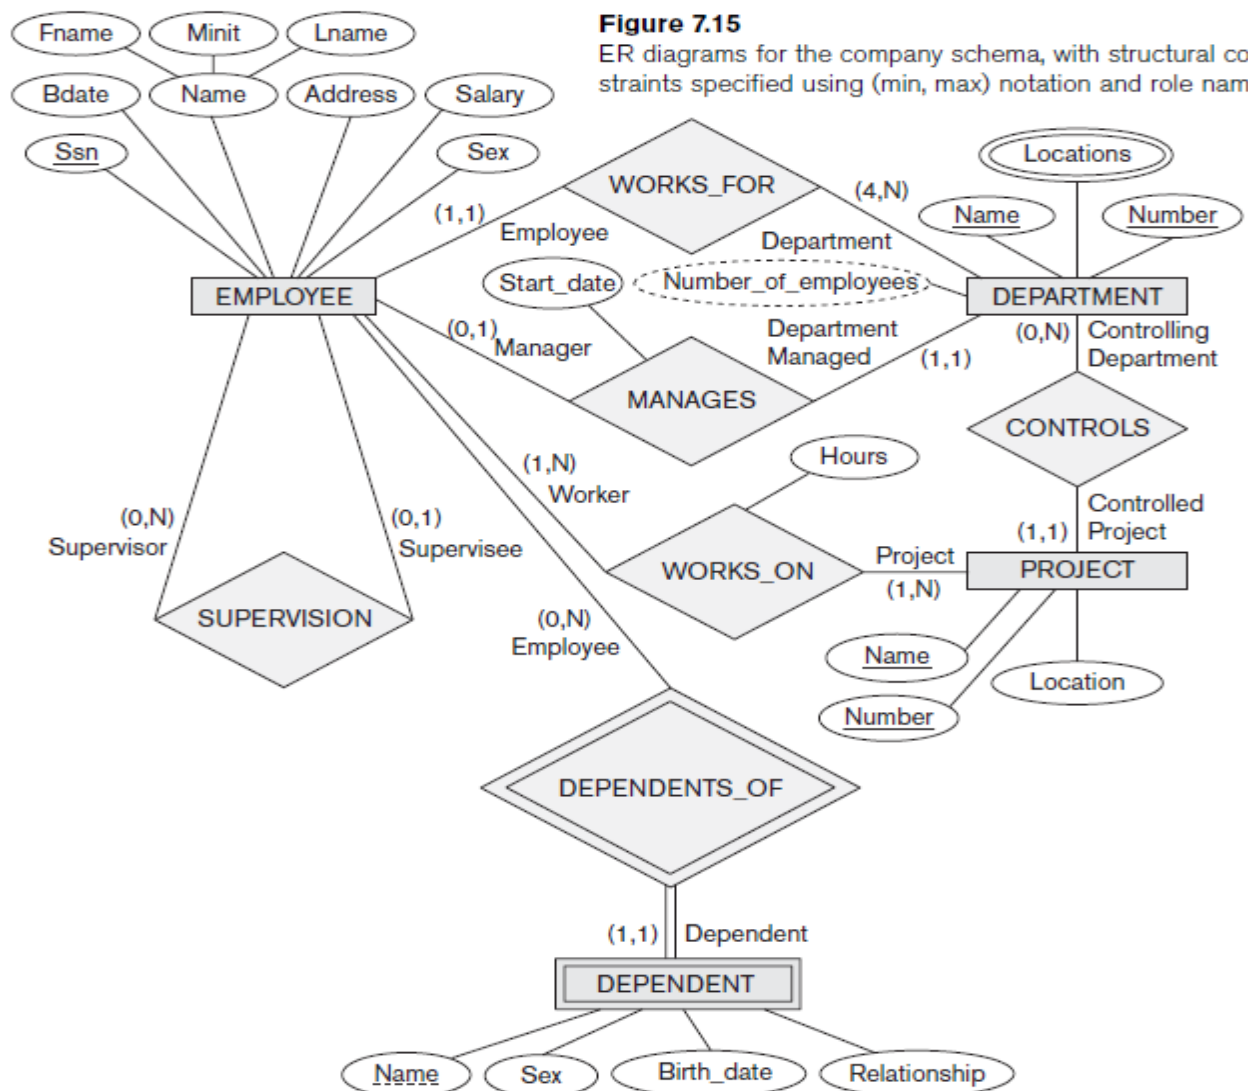 Figure 7.15
ER diagrams for the company schema, with structural co
straints specified using (min, max) notation and role nam
Fname
Minit
Lname
Bdate
Name
Address
Salary
Ssn
Sex
WORKS_FOR
(1,1)
Employee
(4,N)
Department
Locations
Name
Number
Start_date
Number_of_employees
EMPLOYEE
DEPARTMENT
(0,1)
Manager
MANAGES
Department
Managed
(1,1)
(0,N)
Controlling
Department
CONTROLS
(1,N)
Worker
Hours
(0,N)
Supervisor
(0,1)
Supervisee
SUPERVISION
WORKS_ON
Project
(1,N)
Controlled
Project
(1,1)
PROJECT
Name
Number
Location
(0,N)
Employee
DEPENDENTS_OF
(1,1)
Dependent
DEPENDENT
Name
Sex
Birth_date
Relationship